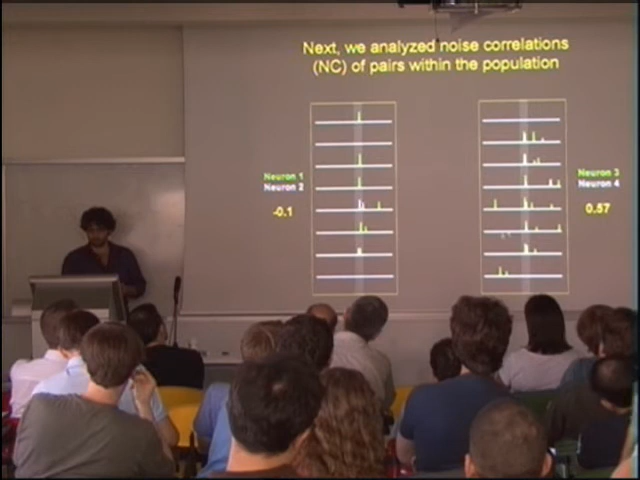 Next, we analyzed noise correlations
(NC) of pairs within the population
Neuron 1
Neuron 2
-0.1
Neuron 3
Neuron 4
0.57